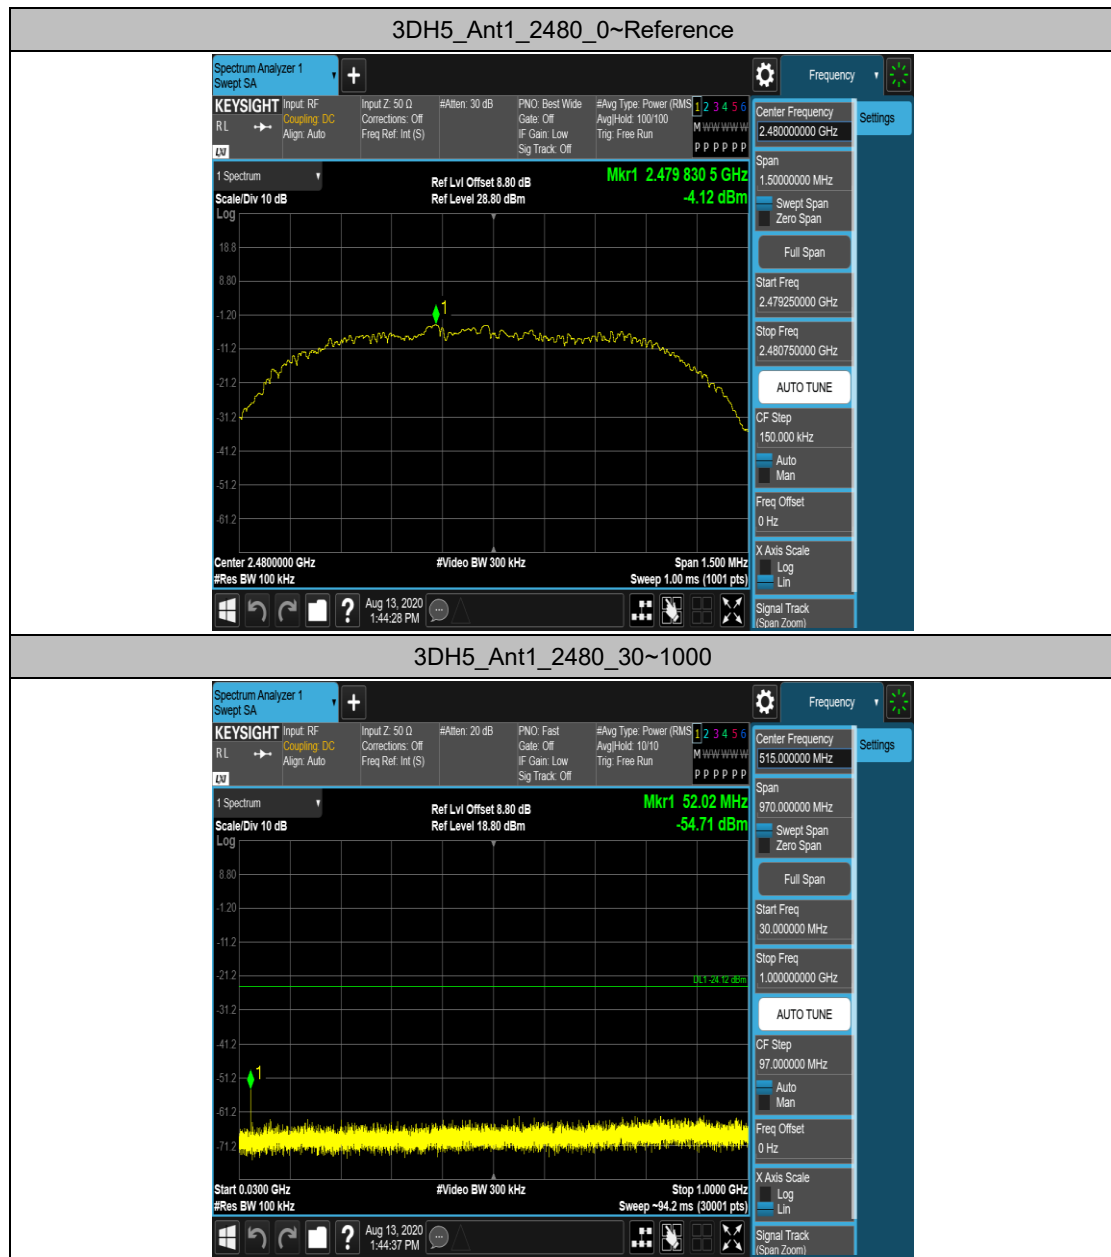 3DH5_Ant1_2480_0~Reference
Spectrum Analyzer 1
Swept SA
Frequency
KEYSIGHT
RL
LXI
Input: RF
Coupling: DC
Align: Auto
Input Z: 50 Ω
Corrections: Off
Freq Ref: Int (S)
#Atten: 30 dB
PNO: Best Wide
Gate: Off
IF Gain: Low
Sig Track: Off
#Avg Type: Power (RMS
Avg|Hold: 100/100
Trig: Free Run
1 2 3 4 5 6
M W W W W W
P P P P P P
1 Spectrum
Scale/Div 10 dB
Log
Ref Lvl Offset 8.80 dB
Ref Level 28.80 dBm
Mkr1 2.479 830 5 GHz
-4.12 dBm
18.8
8.80
-1.20
-11.2
-21.2
-31.2
-41.2
-51.2
-61.2
1
Center 2.4800000 GHz
#Res BW 100 kHz
#Video BW 300 kHz
Span 1.500 MHz
Sweep 1.00 ms (1001 pts)
Aug 13, 2020
1:44:28 PM
Center Frequency
2.480000000 GHz
Settings
Span
1.50000000 MHz
Swept Span
Zero Span
Full Span
Start Freq
2.479250000 GHz
Stop Freq
2.480750000 GHz
AUTO TUNE
CF Step
150.000 kHz
Auto
Man
Freq Offset
0 Hz
X Axis Scale
Log
Lin
Signal Track
(Span Zoom)
3DH5_Ant1_2480_30~1000
Spectrum Analyzer 1
Swept SA
Frequency
KEYSIGHT
RL
LXI
Input: RF
Coupling: DC
Align: Auto
Input Z: 50 Ω
Corrections: Off
Freq Ref: Int (S)
#Atten: 20 dB
PNO: Fast
Gate: Off
IF Gain: Low
Sig Track: Off
#Avg Type: Power (RMS
Avg|Hold: 10/10
Trig: Free Run
1 2 3 4 5 6
M W W W W W
P P P P P P
1 Spectrum
Scale/Div 10 dB
Log
Ref Lvl Offset 8.80 dB
Ref Level 18.80 dBm
Mkr1 52.02 MHz
-54.71 dBm
8.80
-1.20
-11.2
-21.2
-31.2
-41.2
-51.2
-61.2
-71.2
DL1 -24.12 dBm
1
Start 0.0300 GHz
#Res BW 100 kHz
#Video BW 300 kHz
Stop 1.0000 GHz
Sweep ~94.2 ms (30001 pts)
Aug 13, 2020
1:44:37 PM
Center Frequency
515.000000 MHz
Settings
Span
970.000000 MHz
Swept Span
Zero Span
Full Span
Start Freq
30.000000 MHz
Stop Freq
1.000000000 GHz
AUTO TUNE
CF Step
97.000000 MHz
Auto
Man
Freq Offset
0 Hz
X Axis Scale
Log
Lin
Signal Track
(Span Zoom)